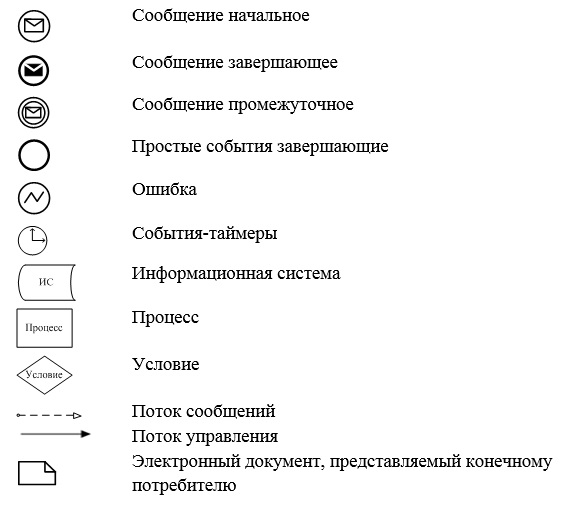 Сообщение начальное
Сообщение завершающее
Сообщение промежуточное
Простые события завершающие
Ошибка
События-таймеры
ИС
Информационная система
Процесс
Процесс
Условие
Условие
Поток сообщений
Поток управления
Электронный документ, представляемый конечному
потребителю